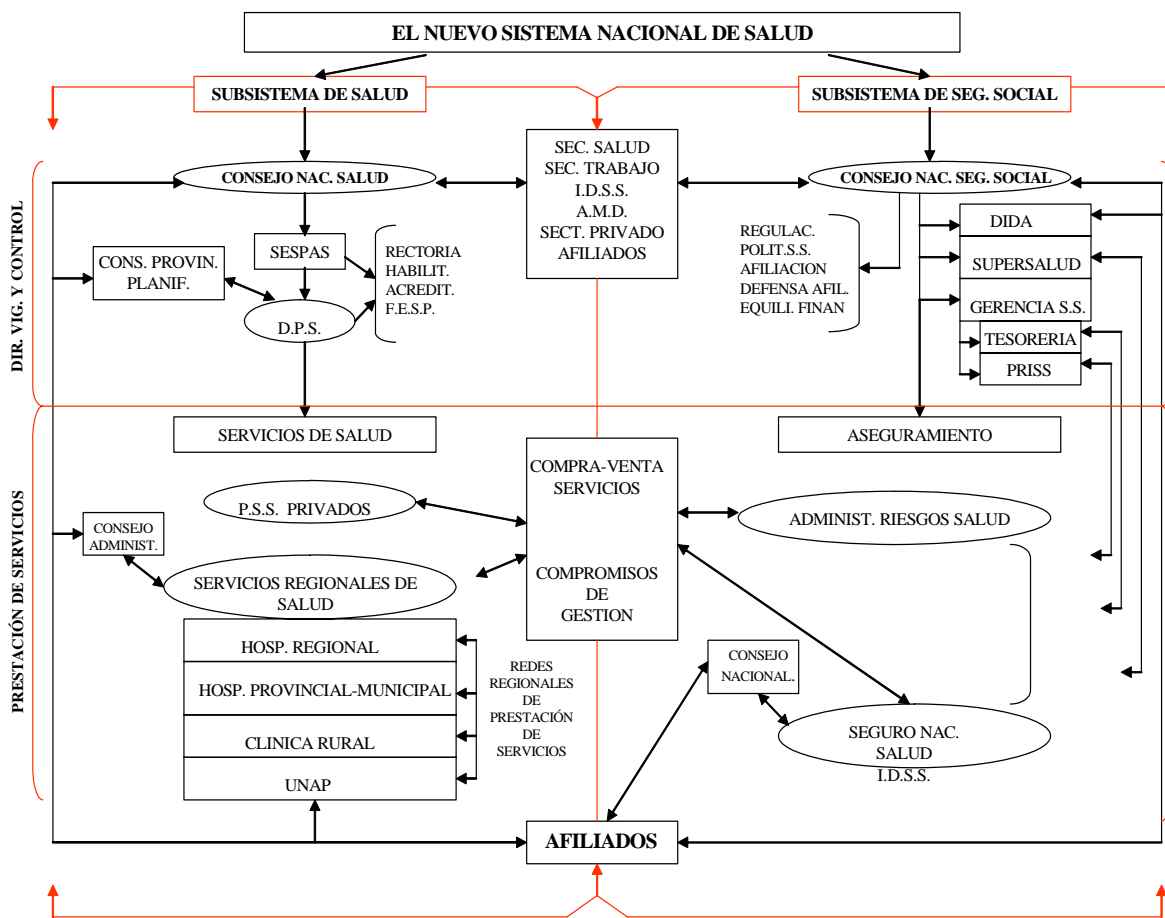 EL NUEVO SISTEMA NACIONAL DE SALUD
SUBSISTEMA DE SALUD
SUBSISTEMA DE SEG. SOCIAL
DIR. VIG. Y CONTROL
CONSEJO NAC. SALUD
SEC. SALUD
SEC. TRABAJO
I.D.S.S.
A.M.D.
SECT. PRIVADO
AFILIADOS
CONSEJO NAC. SEG. SOCIAL
CONS. PROVIN.
PLANIF.
SESPAS
D.P.S.
RECTORIA
HABILIT.
ACREDIT.
F.E.S.P.
REGULAC.
POLIT.S.S.
AFILIACION
DEFENSA AFIL.
EQUILI. FINAN
DIDA
SUPERSALUD
GERENCIA S.S.
TESORERIA
PRISS
PRESTACIÓN DE SERVICIOS
SERVICIOS DE SALUD
ASEGURAMIENTO
P.S.S. PRIVADOS
CONSEJO
ADMINIST.
SERVICIOS REGIONALES DE
SALUD
COMPRA-VENTA
SERVICIOS
COMPROMISOS
DE
GESTION
ADMINIST. RIESGOS SALUD
HOSP. REGIONAL
HOSP. PROVINCIAL-MUNICIPAL
CLINICA RURAL
UNAP
REDES
REGIONALES
DE
PRESTACIÓN
DE
SERVICIOS
CONSEJO
NACIONAL.
SEGURO NAC.
SALUD
I.D.S.S.
AFILIADOS